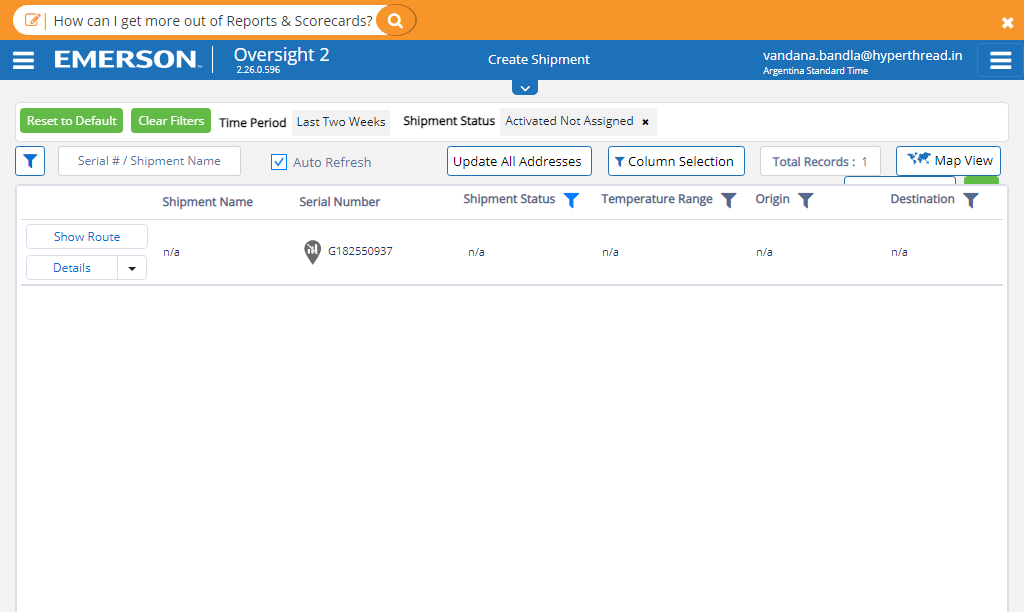 How can I get more out of Reports & Scorecards?
EMERSON
Oversight 2
2.26.0.596
Create Shipment
vandana.bandla@hyperthread.in
Argentina Standard Time
Reset to Default
Clear Filters
Time Period
Last Two Weeks
Shipment Status
Activated Not Assigned
Serial # / Shipment Name
Auto Refresh
Update All Addresses
Column Selection
Total Records : 1
Map View
Shipment Name
Serial Number
Shipment Status
Temperature Range
Origin
Destination
Show Route
Details
n/a
G182550937
n/a
n/a
n/a
n/a